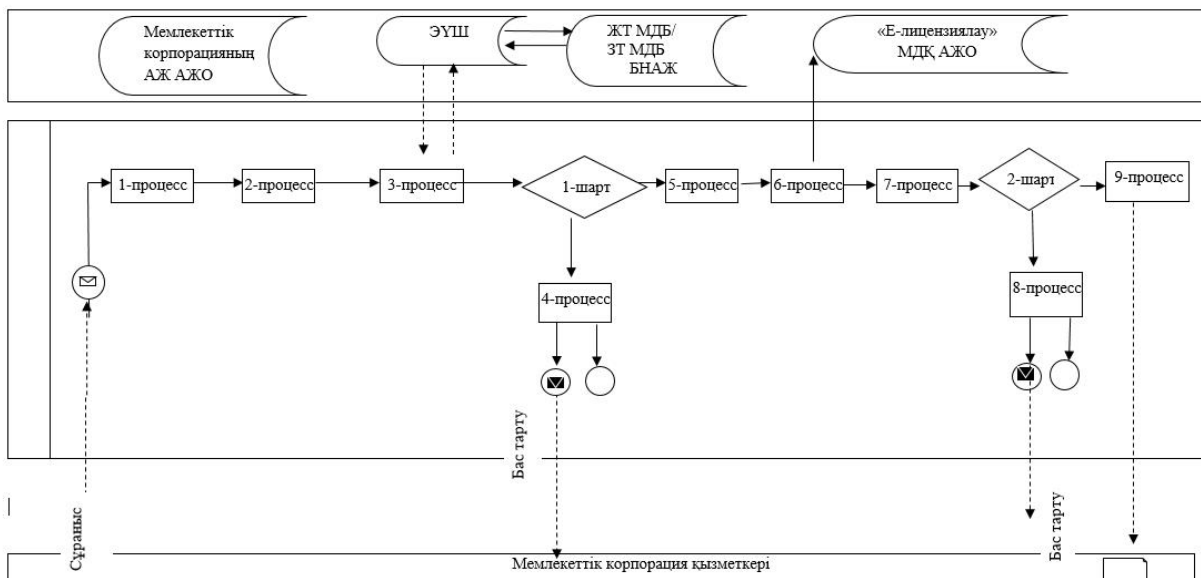 Мемлекеттік
корпорацияның
АЖ АЖО
ЭҮШ
ЖТ МДБ/
ЗТ МДБ
БНАЖ
«Е-лицензиялау»
МДҚ АЖО
1-процесс
2-процесс
3-процесс
1-шарт
5-процесс
6-процесс
7-процесс
2-шарт
9-процесс
4-процесс
8-процесс
Бас тарту
Сұраныс
Бас тарту
Мемлекеттік корпорация қызметкері